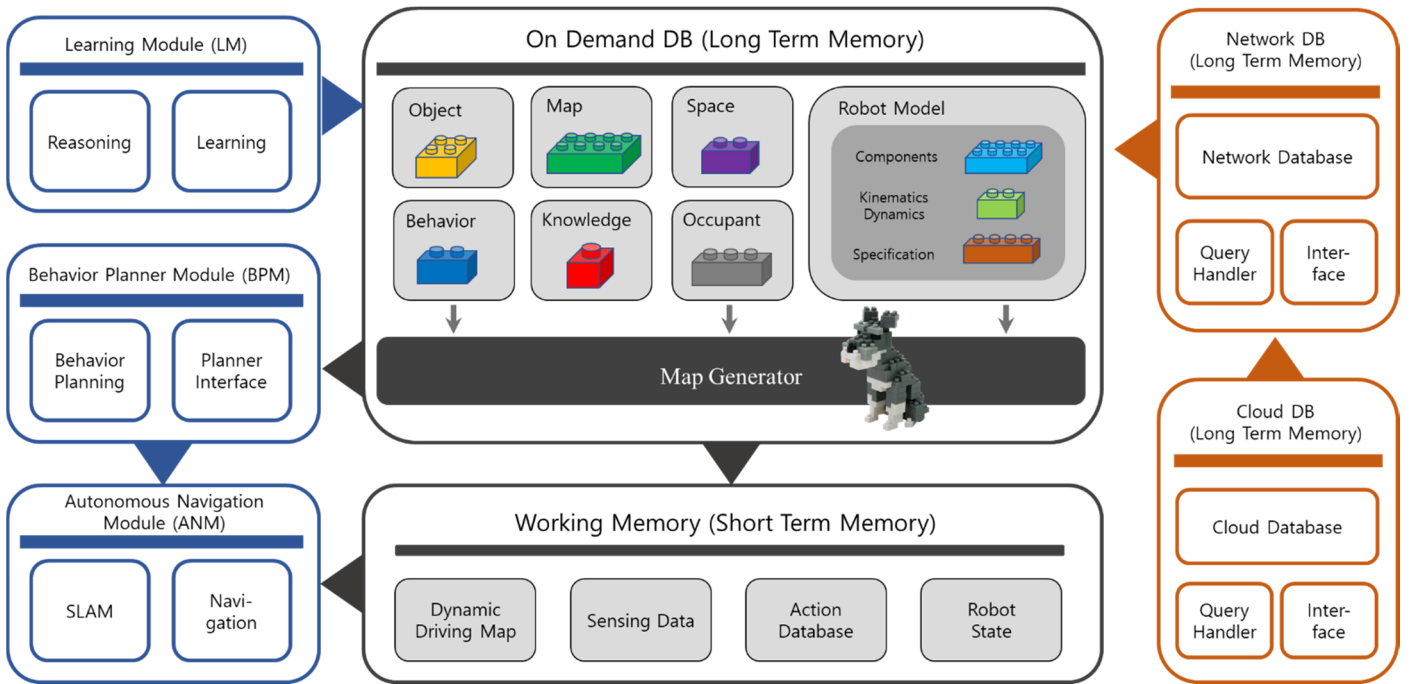 Learning Module (LM)
Reasoning
Learning
Behavior Planner Module (BPM)
Behavior
Planning
Planner
Interface
Autonomous Navigation
Module (ANM)
SLAM
Navi-
gation
On Demand DB (Long Term Memory)
Object
Map
Space
Behavior
Knowledge
Occupant
Robot Model
Components
Kinematics
Dynamics
Specification
Map Generator
Working Memory (Short Term Memory)
Dynamic
Driving Map
Sensing Data
Action
Database
Robot
State
Network DB
(Long Term Memory)
Network Database
Query
Handler
Inter-
face
Cloud DB
(Long Term Memory)
Cloud Database
Query
Handler
Inter-
face